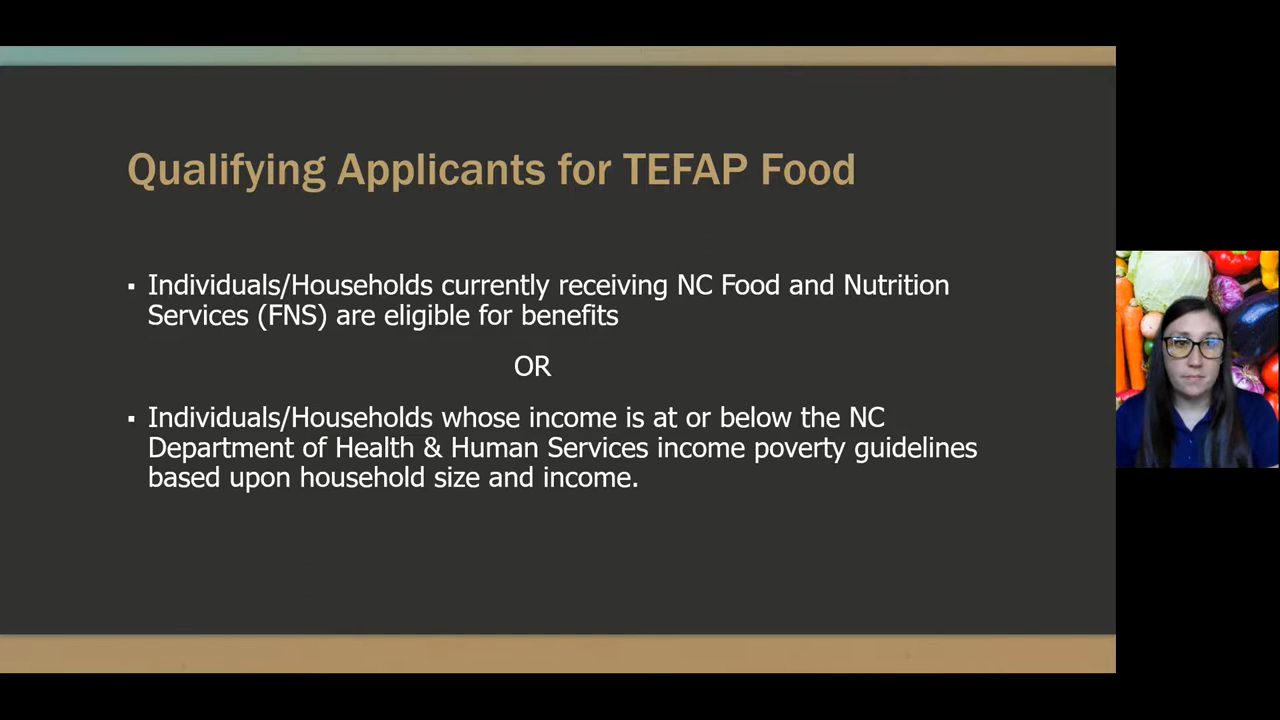 Qualifying Applicants for TEFAP Food
▪ Individuals/Households currently receiving NC Food and Nutrition
Services (FNS) are eligible for benefits
OR
▪ Individuals/Households whose income is at or below the NC
Department of Health & Human Services income poverty guidelines
based upon household size and income.